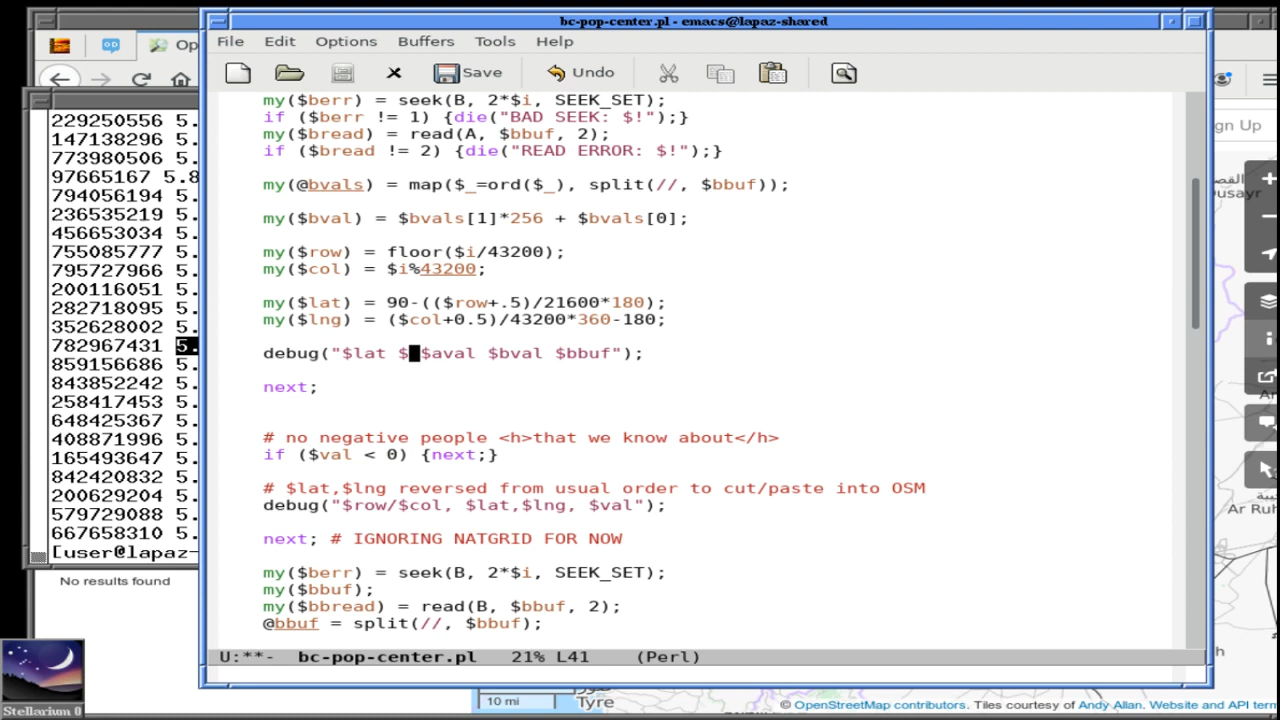 bc-pop-center.pl - emacs@lapaz-shared
File Edit Options Buffers Tools Help
Save Undo
Op
gn Up
my($berr) = seek(B, 2*$i, SEEK_SET);
if ($berr != 1) {die("BAD SEEK: $!");}
my($bread) = read(A, $bbuf, 2);
if ($bread != 2) {die("READ ERROR: $!");}
my(@bvals) = map($_=ord($_), split(//, $bbuf));
my($bval) = $bvals[1]*256 + $bvals[0];
my($row) = floor($i/43200);
my($col) = $i%43200;
my($lat) = 90-(($row+.5)/21600*180);
my($lng) = ($col+0.5)/43200*360-180;
debug("$lat $ $aval $bval $bbuf");
next;
# no negative people <h>that we know about</h>
if ($val < 0) {next;}
# $lat,$lng reversed from usual order to cut/paste into OSM
debug("$row/$col, $lat,$lng, $val");
next; # IGNORING NATGRID FOR NOW
my($berr) = seek(B, 2*$i, SEEK_SET);
my($bbuf);
my($bbread) = read(B, $bbuf, 2);
@bbuf = split(//, $bbuf);
U:**- bc-pop-center.pl 21% L41 (Perl)
229250556 5.
147138296 5.
773980506 5.
97665167 5.8
794056194 5.
236535219 5.
456653034 5.
755085777 5.
795727966 5.
200116051 5.
282718095 5.
352628002 5.
782967431 5.
859156686 5.
843852242 5.
258417453 5.
648425367 5.
408871996 5.
165493647 5.
842420832 5.
200629204 5.
579729088 5.
667658310 5.
[user@lapaz-
No results found
Stellarium 0
القص
usayr
Ar Ruh
10 mi
صور
Tyre
© OpenStreetMap contributors. Tiles courtesy of Andy Allan. Website and API term